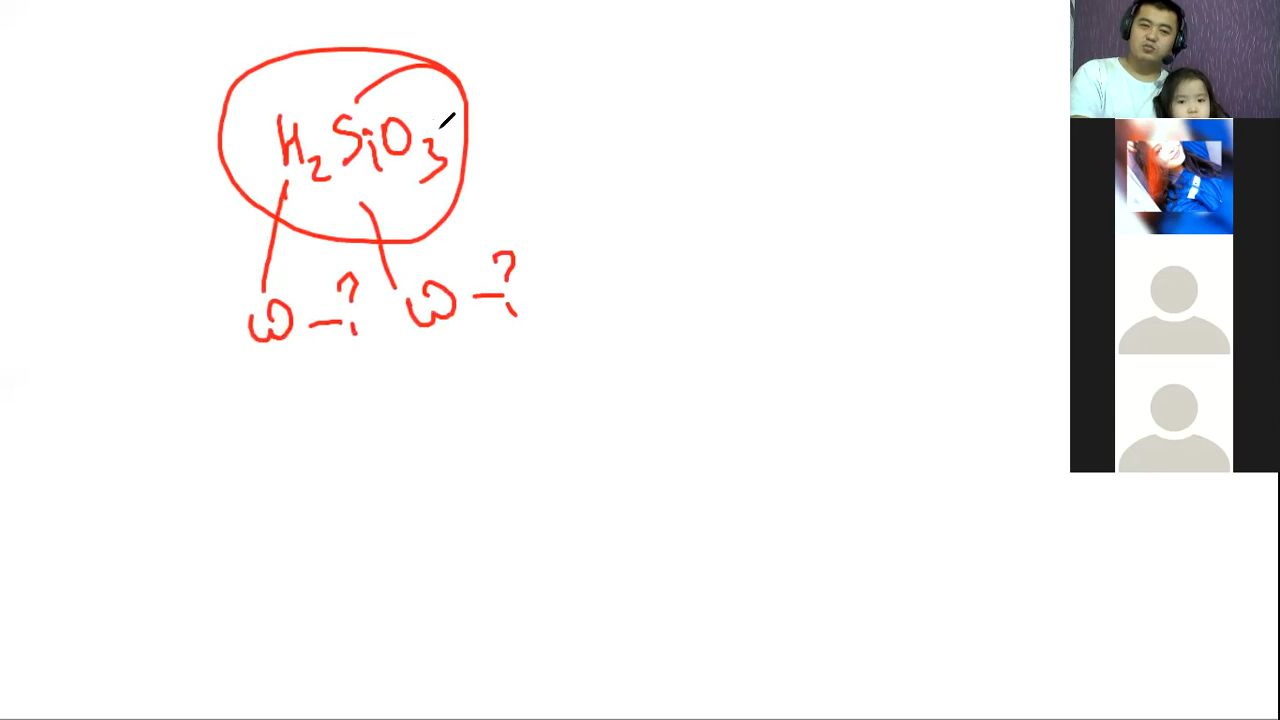 H₂SiO₃
ω – ? ω – ?